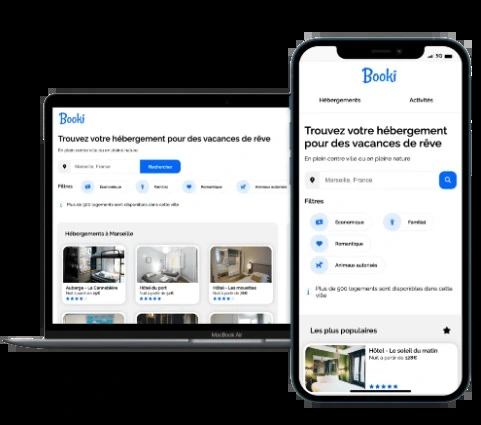 Booki
Trouvez votre hébergement pour des vacances de rêve
En plein centre ville ou en pleine nature
Marseille, France
Rechercher
Filtres
Économique
Familial
Romantique
Animaux autorisés
Plus de 500 logements sont disponibles dans cette ville
Hébergements à Marseille
Auberge - La Cannebière
Nuit à partir de 25€
Hôtel du port
Nuit à partir de 52€
Hôtel - Les mouettes
Nuit à partir de
MacBook Air
3G
Booki
Hébergements
Activités
Trouvez votre hébergement
pour des vacances de rêve
En plein centre ville ou en pleine nature
Marseille, France
Filtres
Économique
Familial
Romantique
Animaux autorisés
Plus de 500 logements sont disponibles dans cette
ville
Les plus populaires
Hôtel - Le soleil du matin
Nuit à partir de 128€